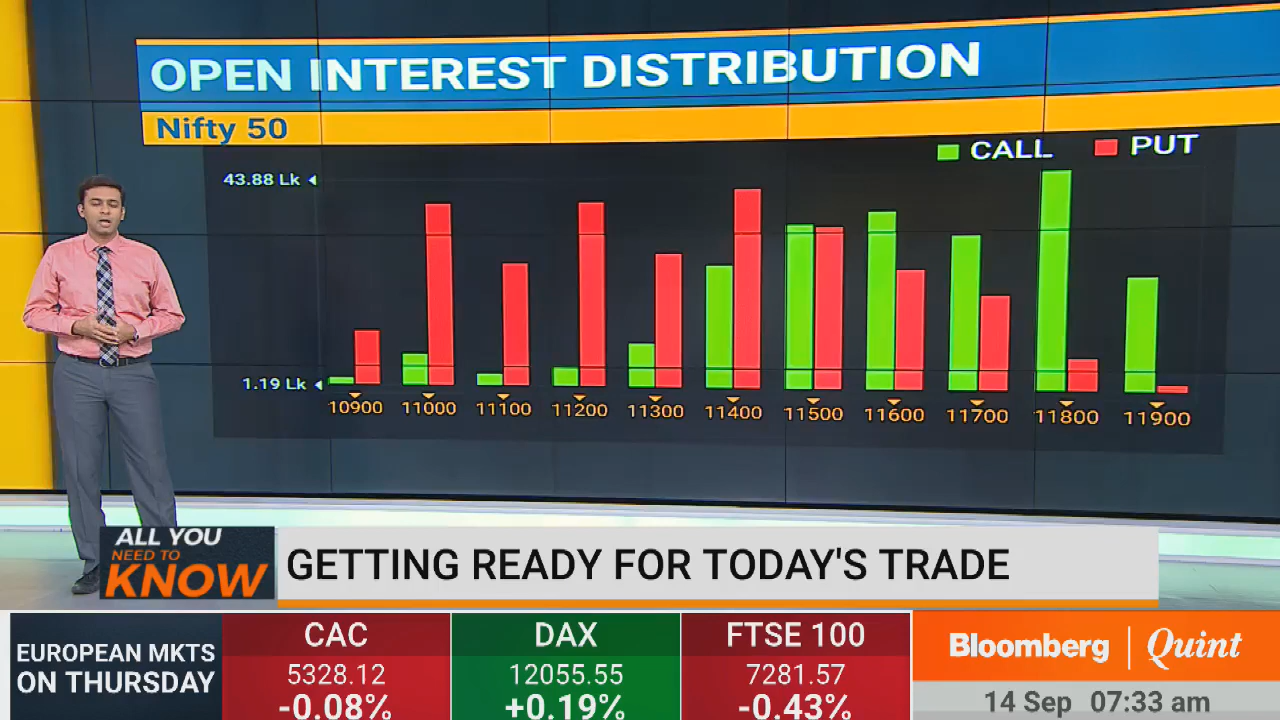 OPEN INTEREST DISTRIBUTION
Nifty 50
CALL PUT
43.88 Lk
1.19 Lk
10900 11000 11100 11200 11300 11400 11500 11600 11700 11800 11900
ALL YOU
NEED TO
KNOW
GETTING READY FOR TODAY'S TRADE
EUROPEAN MKTS
ON THURSDAY
CAC
5328.12
-0.08%
DAX
12055.55
+0.19%
FTSE 100
7281.57
-0.43%
Bloomberg | Quint
14 Sep 07:33 am